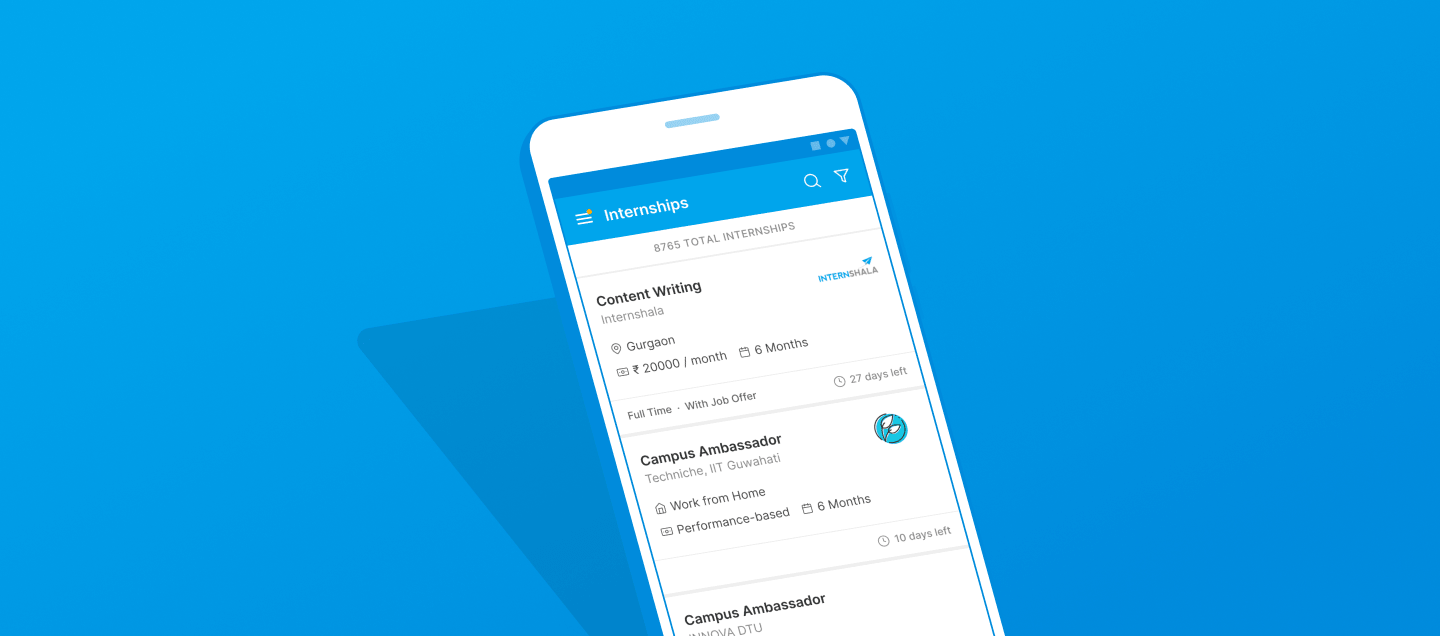 Internships
8765 TOTAL INTERNSHIPS
Content Writing
INTERNSHALA
Internshala
Gurgaon
₹ 20000 / month 6 Months
Full Time · With Job Offer 27 days left
Campus Ambassador
Techniche, IIT Guwahati
Work from Home
Performance-based 6 Months
10 days left
Campus Ambassador
INNOVA DTU